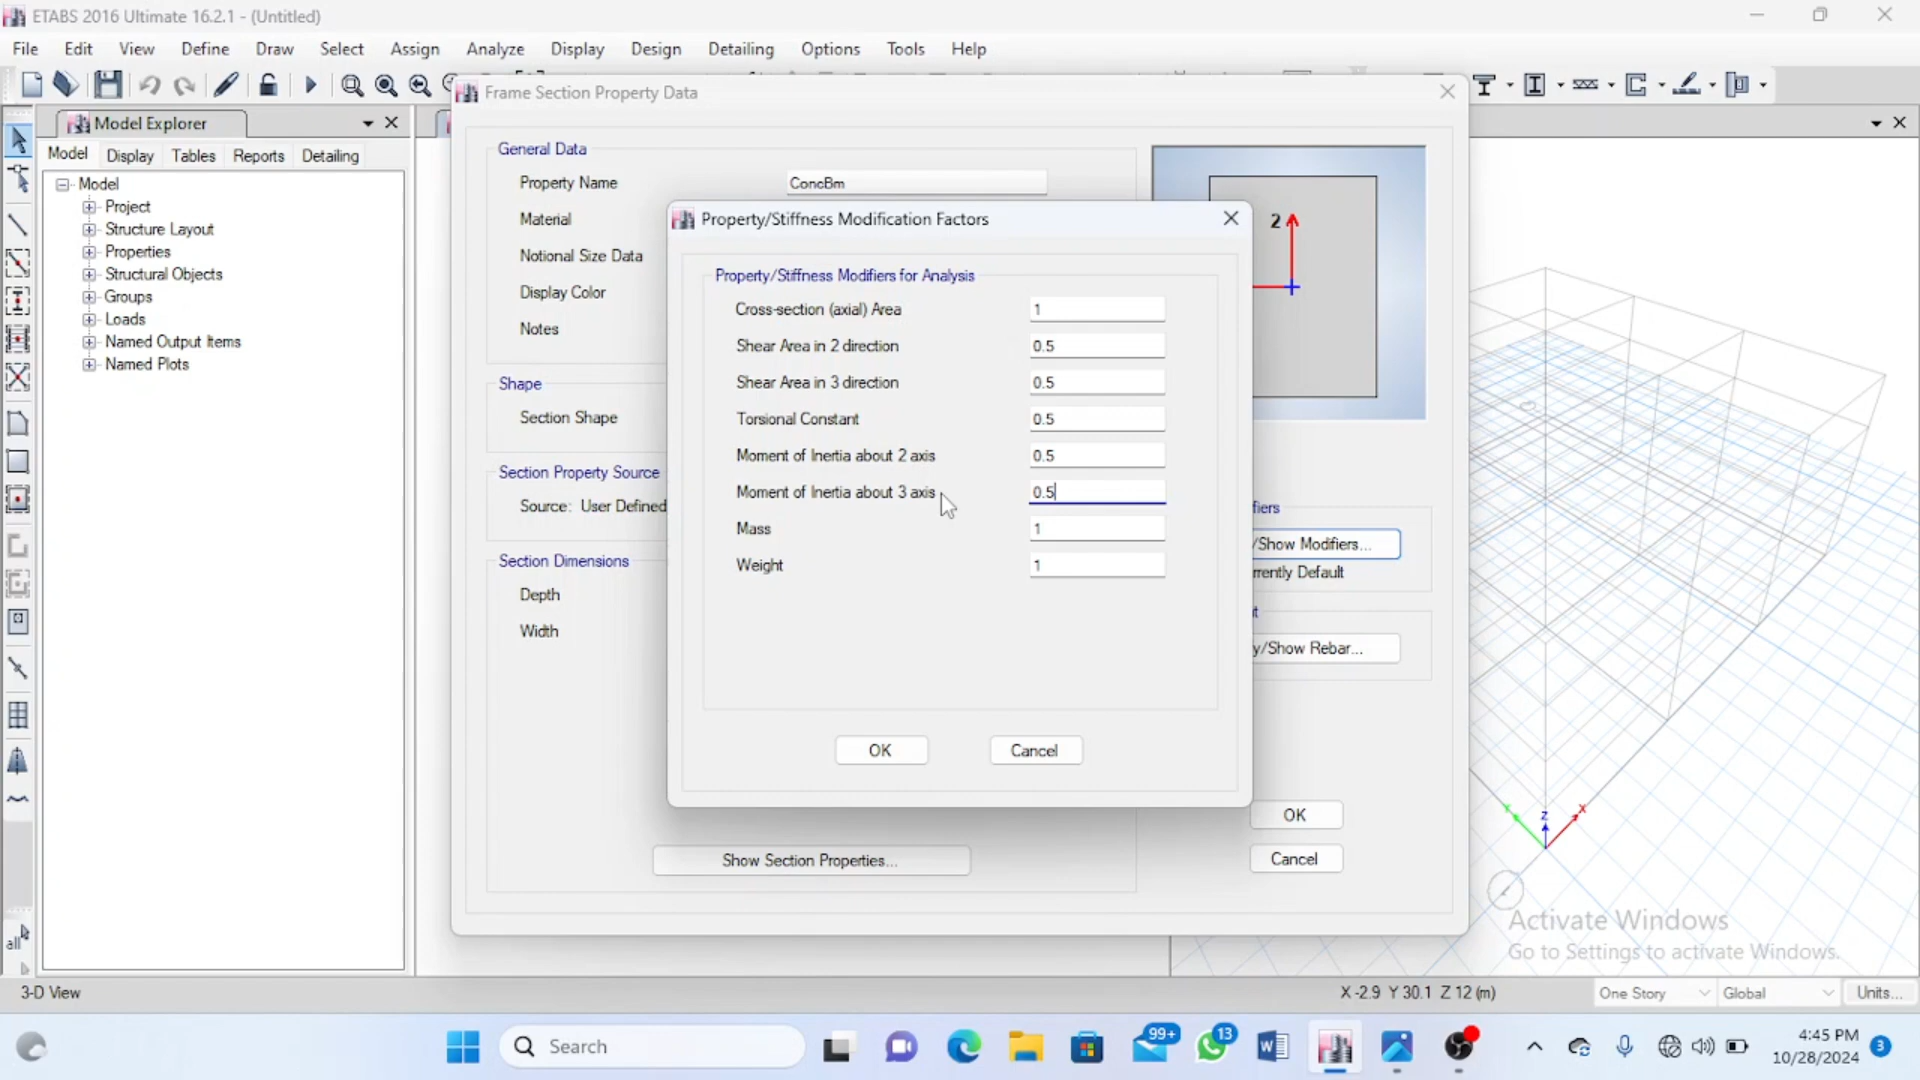 ETABS 2016 Ultimate 16.2.1 - (Untitled)
File Edit View Define Draw Select Assign Analyze Display Design Detailing Options Tools Help
Model Explorer
Model Display Tables Reports Detailing
Model
Project
Structure Layout
Properties
Structural Objects
Groups
Loads
Named Output Items
Named Plots
Frame Section Property Data
General Data
Property Name ConcBm
Material
Notional Size Data
Display Color
Notes
Shape
Section Shape
Section Property Source
Source: User Defined
Section Dimensions
Depth
Width
Show Section Properties...
2
fiers
/Show Modifiers...
rrently Default
y/Show Rebar...
OK
Cancel
Property/Stiffness Modification Factors
Property/Stiffness Modifiers for Analysis
Cross-section (axial) Area 1
Shear Area in 2 direction 0.5
Shear Area in 3 direction 0.5
Torsional Constant 0.5
Moment of Inertia about 2 axis 0.5
Moment of Inertia about 3 axis 0.5
Mass 1
Weight 1
OK Cancel
Z X
Activate Windows
Go to Settings to activate Windows.
3-D View X -2.9 Y 30.1 Z 12 (m) One Story Global Units...
Search 99+ 13 4:45 PM
10/28/2024 3
all